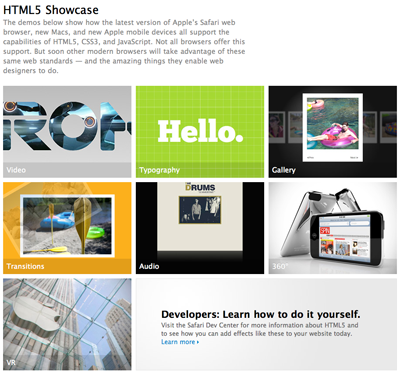 HTML5 Showcase
The demos below show how the latest version of Apple's Safari web
browser, new Macs, and new Apple mobile devices all support the
capabilities of HTML5, CSS3, and JavaScript. Not all browsers offer this
support. But soon other modern browsers will take advantage of these
same web standards — and the amazing things they enable web
designers to do.
IRON
Video
Hello.
Typography
Gallery
DRUMS
Transitions
Audio
360°
VR
Developers: Learn how to do it yourself.
Visit the Safari Dev Center for more information about HTML5 and
to see how you can add effects like these to your website today.
Learn more